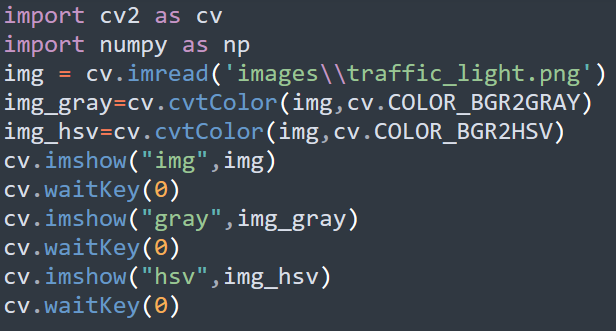 import cv2 as cv
import numpy as np
img = cv.imread('images\\traffic_light.png')
img_gray=cv.cvtColor(img,cv.COLOR_BGR2GRAY)
img_hsv=cv.cvtColor(img,cv.COLOR_BGR2HSV)
cv.imshow("img",img)
cv.waitKey(0)
cv.imshow("gray",img_gray)
cv.waitKey(0)
cv.imshow("hsv",img_hsv)
cv.waitKey(0)